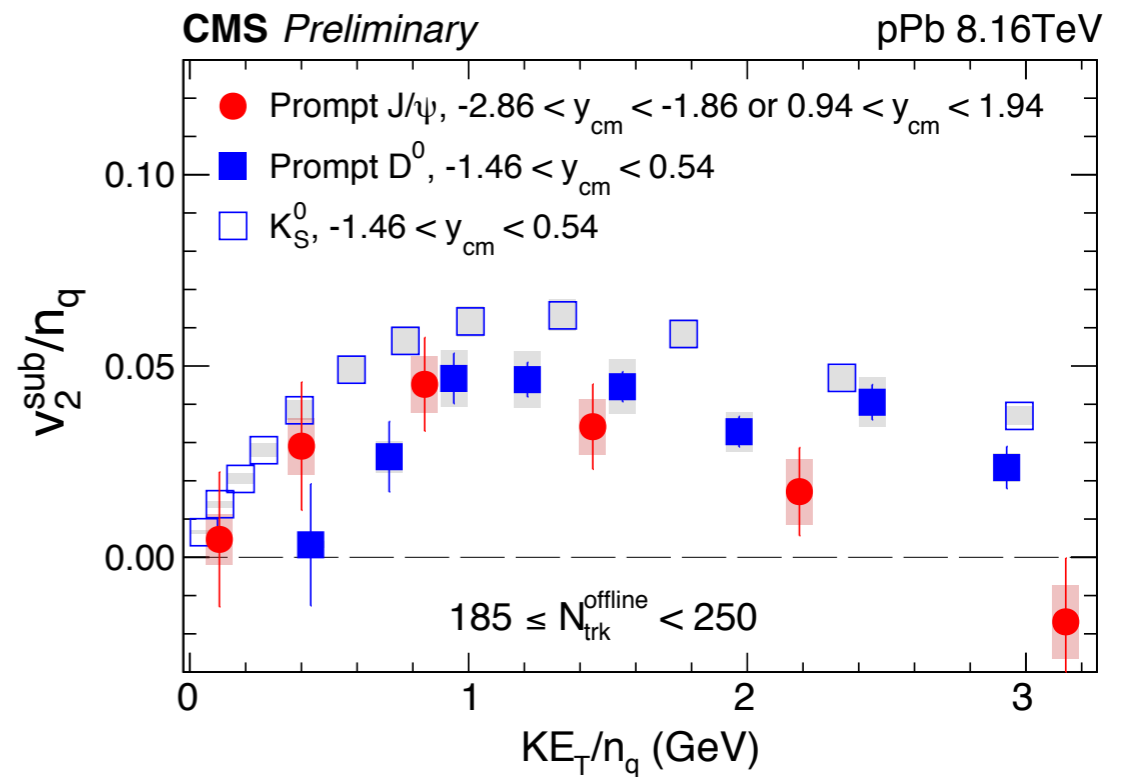 CMS Preliminary pPb 8.16TeV
Prompt J/ψ, -2.86 < y_cm < -1.86 or 0.94 < y_cm < 1.94
Prompt D^0, -1.46 < y_cm < 0.54
K_S^0, -1.46 < y_cm < 0.54
0.10
0.05
0.00
v_2^sub/n_q
185 ≤ N_trk^offline < 250
0 1 2 3
KE_T/n_q (GeV)